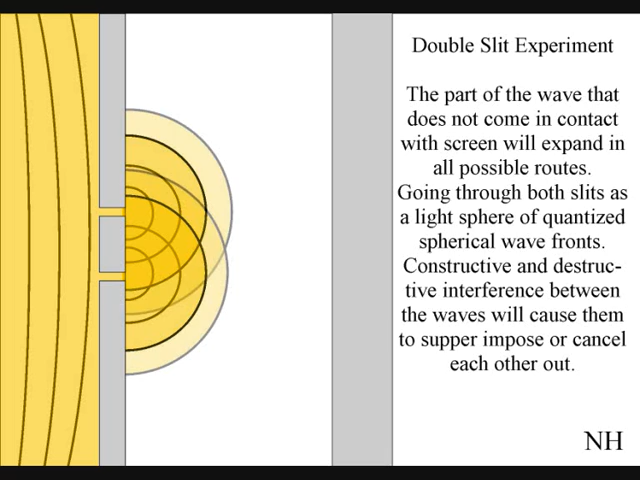 Double Slit Experiment
The part of the wave that
does not come in contact
with screen will expand in
all possible routes.
Going through both slits as
a light sphere of quantized
spherical wave fronts.
Constructive and destruc-
tive interference between
the waves will cause them
to supper impose or cancel
each other out.
NH